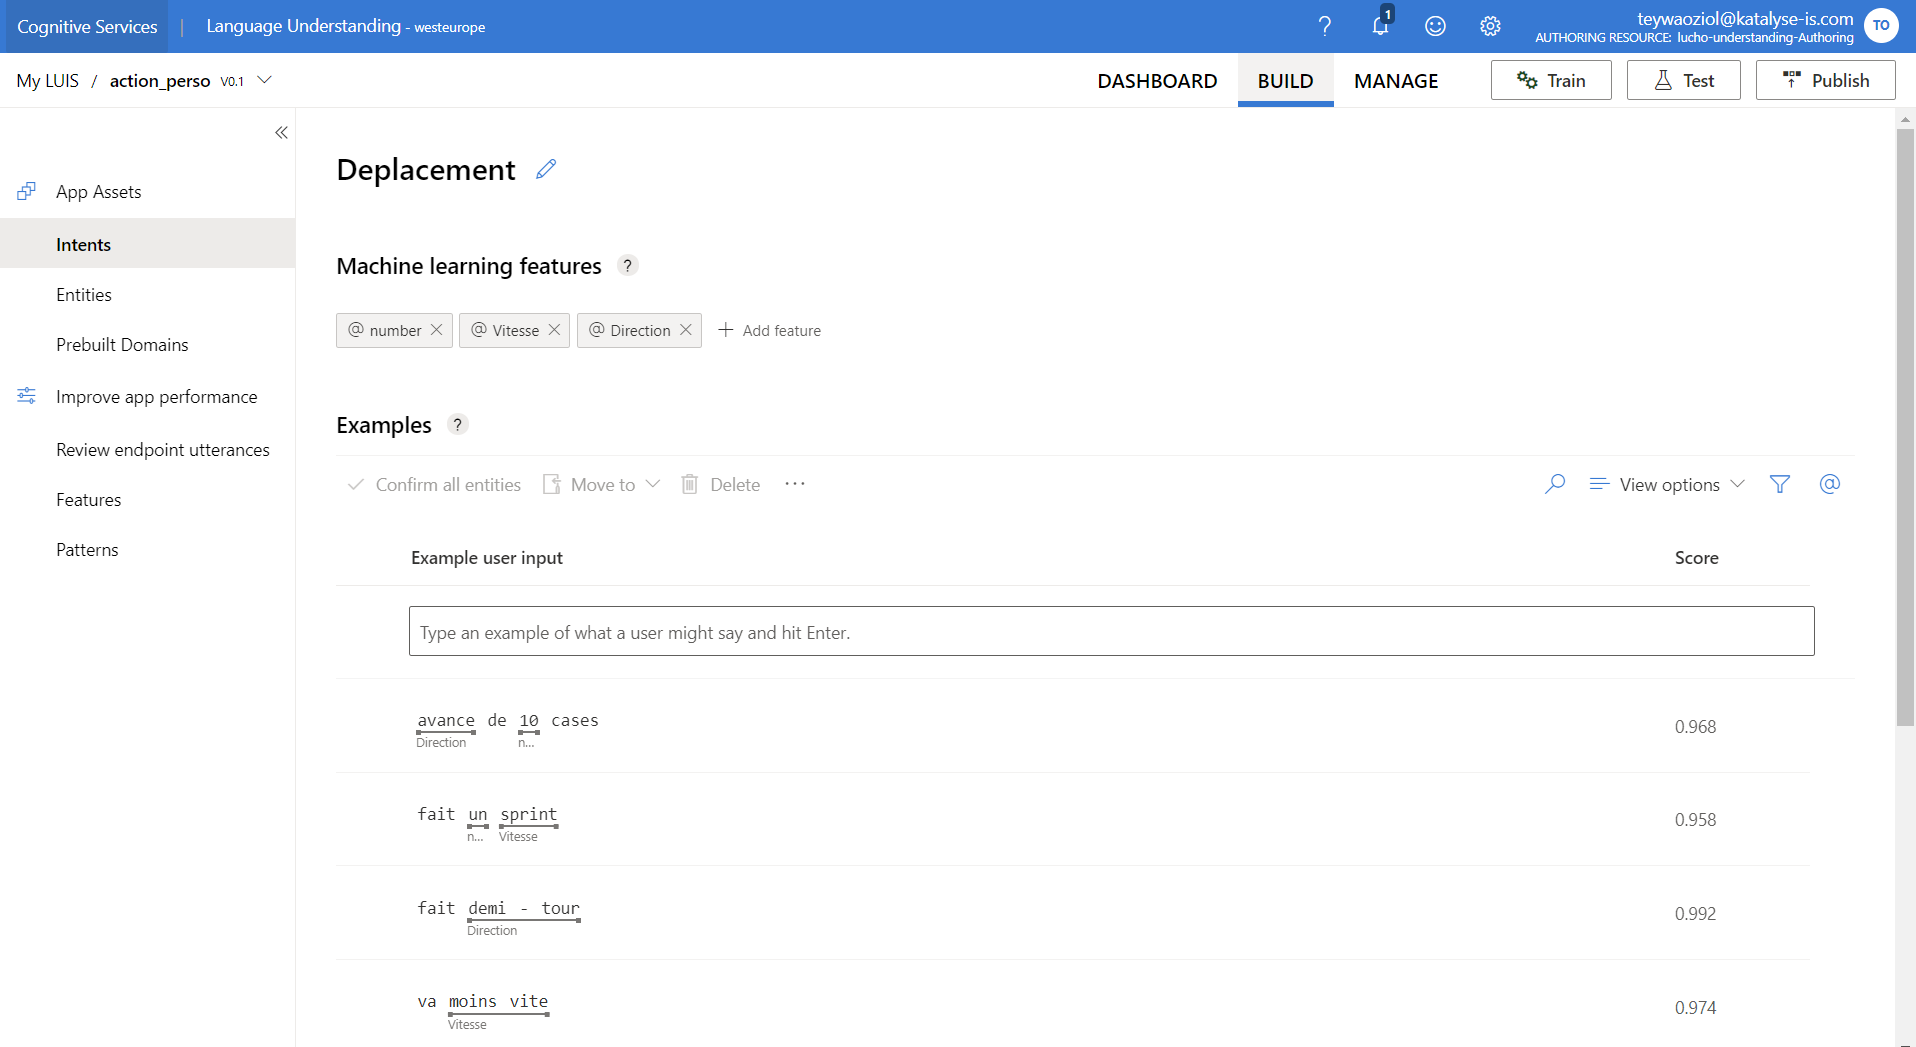 Cognitive Services | Language Understanding - westeurope
? 1 teywaoziol@katalyse-is.com
AUTHORING RESOURCE: lucho-understanding-Authoring
TO
My LUIS / action_perso V0.1
DASHBOARD BUILD MANAGE Train Test Publish
App Assets
Intents
Entities
Prebuilt Domains
Improve app performance
Review endpoint utterances
Features
Patterns
Deplacement
Machine learning features ?
@ number @ Vitesse @ Direction + Add feature
Examples ?
Confirm all entities Move to Delete ··· View options @
Example user input Score
Type an example of what a user might say and hit Enter.
avance de 10 cases 0.968
Direction n...
fait un sprint 0.958
n... Vitesse
fait demi - tour 0.992
Direction
va moins vite 0.974
Vitesse